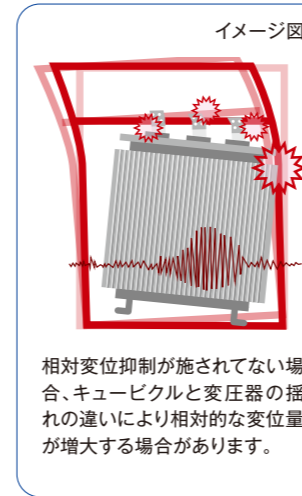 イメージ図
相対変位抑制が施されてない場
合、キュービクルと変圧器の揺
れの違いにより相対的な変位量
が増大する場合があります。